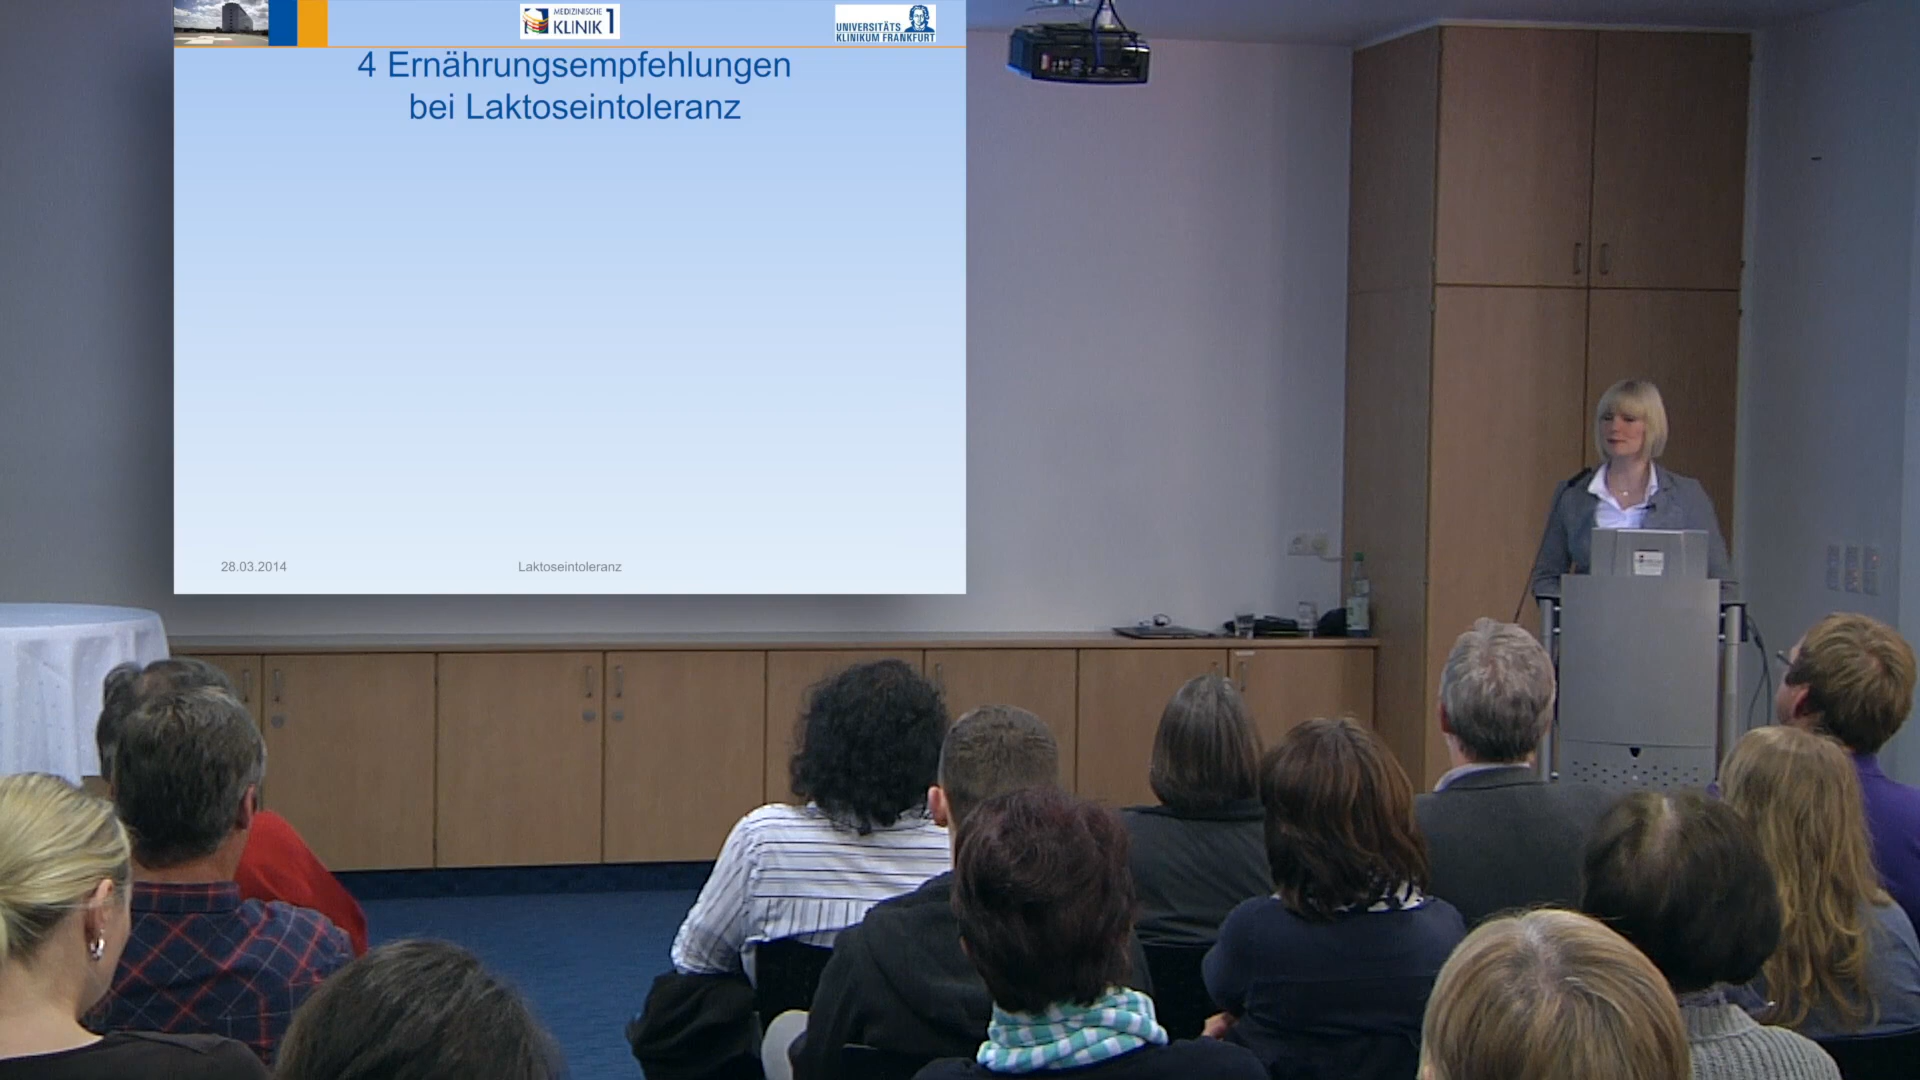 MEDIZINISCHE
KLINIK 1
UNIVERSITÄTS
KLINIKUM FRANKFURT
4 Ernährungsempfehlungen
bei Laktoseintoleranz
28.03.2014
Laktoseintoleranz